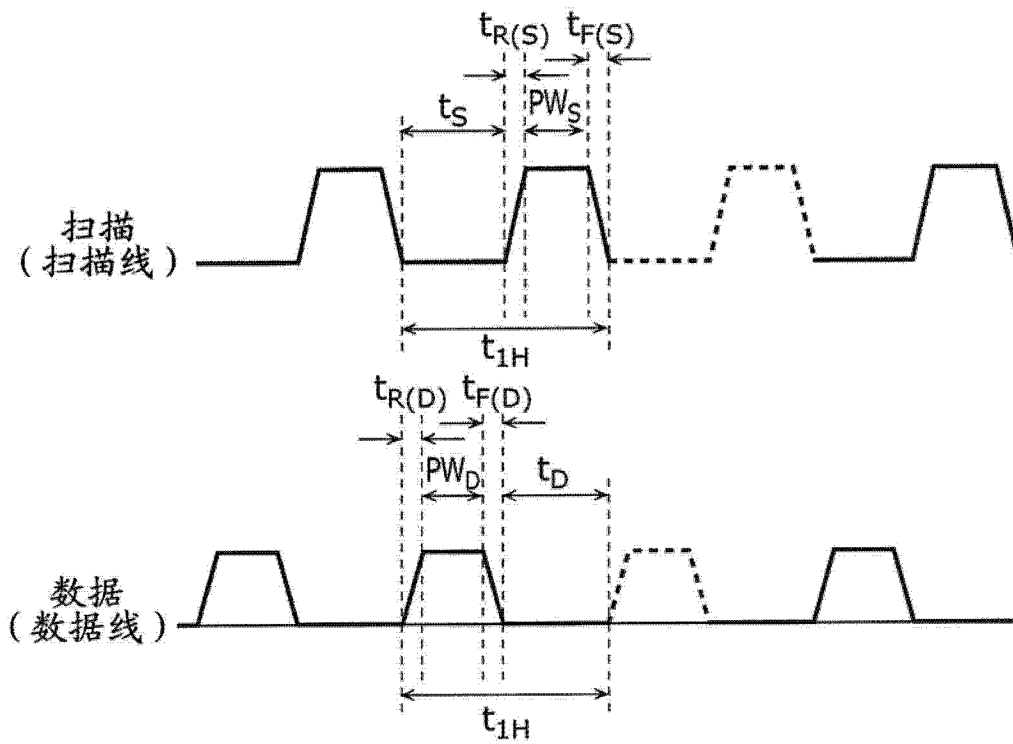 tR(S) tF(S)
tS PWS
扫描
(扫描线)
t1H
tR(D) tF(D)
PWD tD
数据
(数据线)
t1H